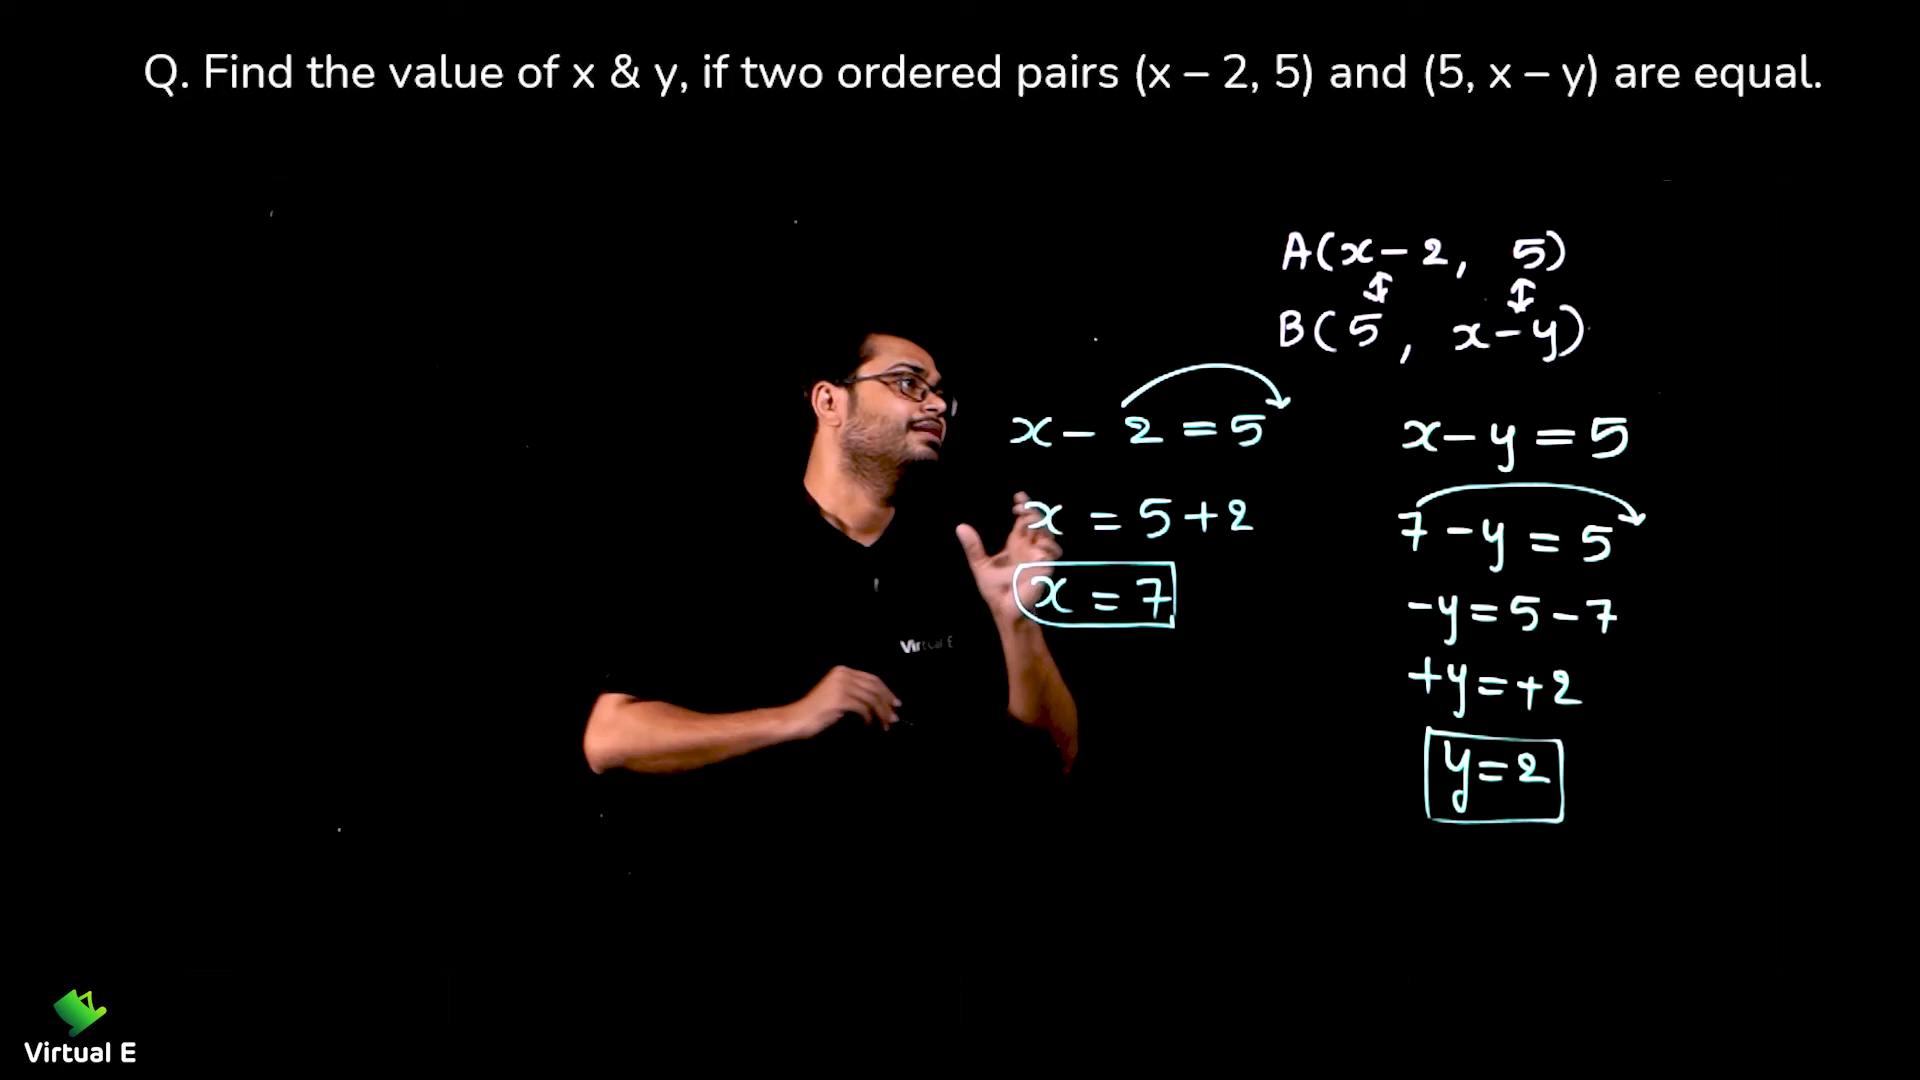 Q. Find the value of x & y, if two ordered pairs (x – 2, 5) and (5, x – y) are equal.
A(x – 2, 5)
B(5, x – y)
x – 2 = 5
x = 5 + 2
x = 7
x – y = 5
7 – y = 5
-y = 5 – 7
+y = +2
y = 2
Virtual E
Virtual E